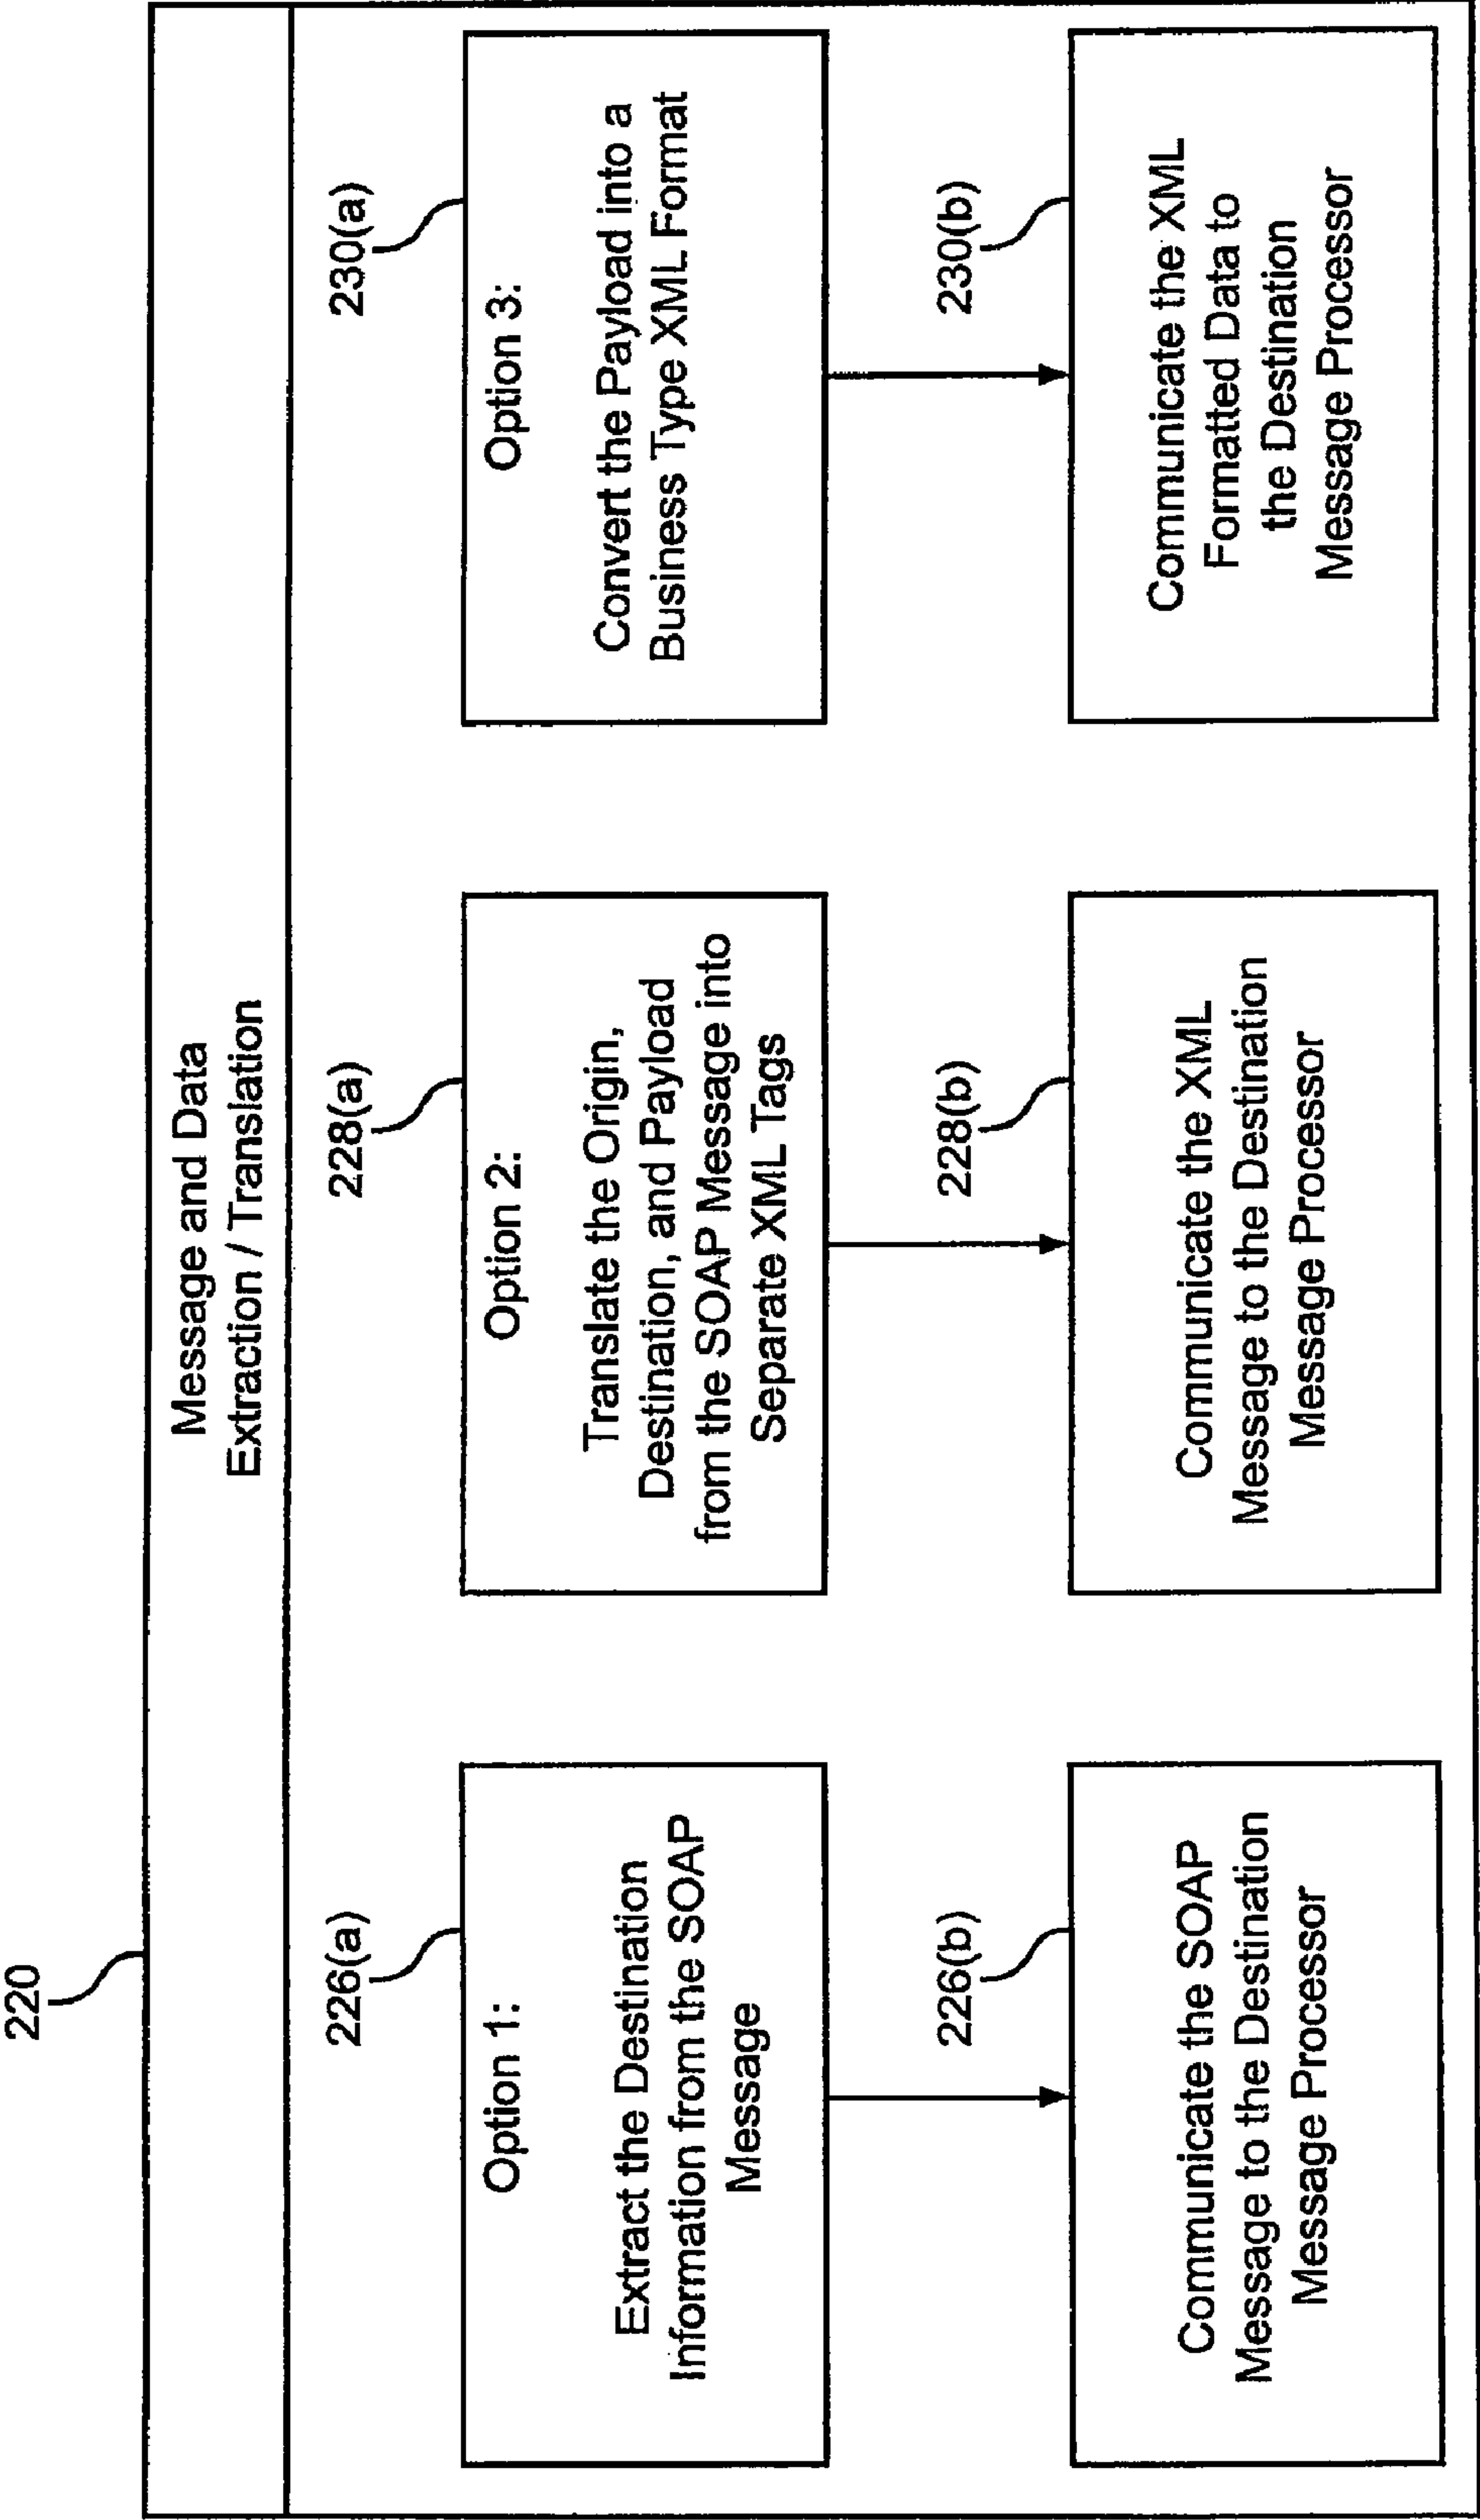 220
Message and Data
Extraction / Translation
226(a)
Option 1:
Extract the Destination
Information from the SOAP
Message
226(b)
Communicate the SOAP
Message to the Destination
Message Processor
228(a)
Option 2:
Translate the Origin,
Destination, and Payload
from the SOAP Message into
Separate XML Tags
228(b)
Communicate the XML
Message to the Destination
Message Processor
230(a)
Option 3:
Convert the Payload into a
Business Type XML Format
230(b)
Communicate the XML
Formatted Data to
the Destination
Message Processor